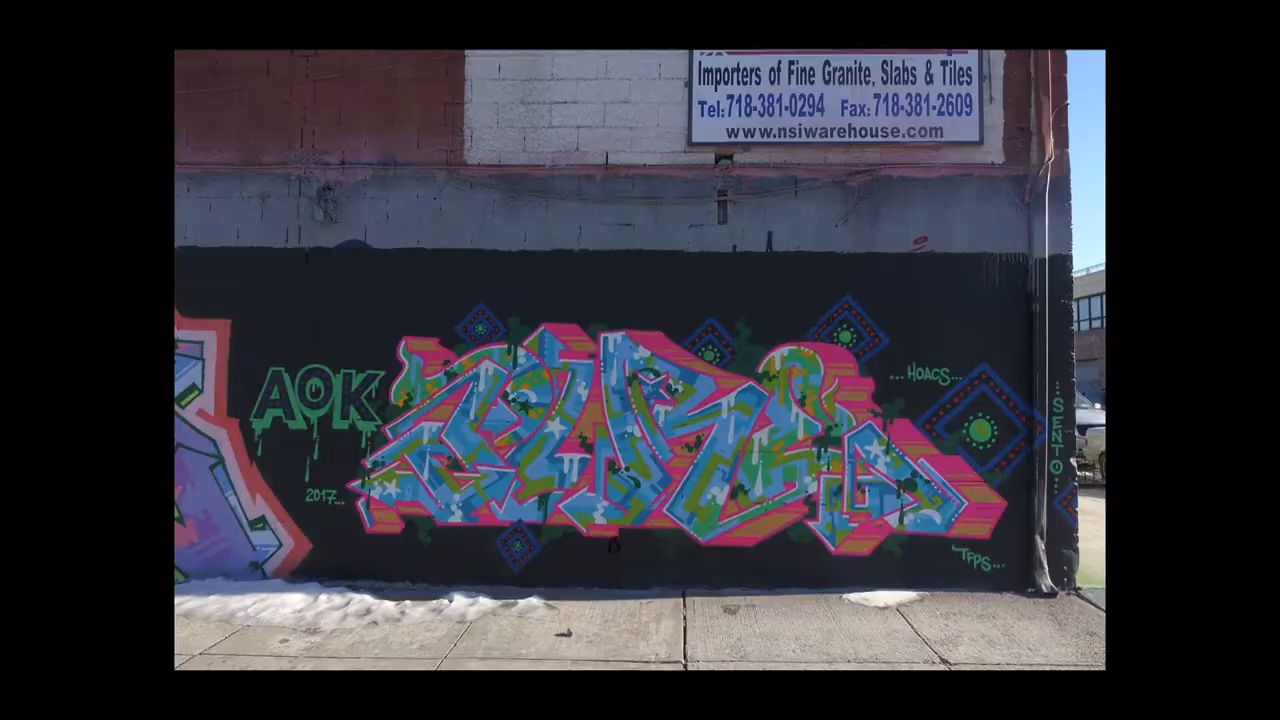 Importers of Fine Granite, Slabs & Tiles
Tel:718-381-0294 Fax:718-381-2609
www.nsiwarehouse.com
...HOACS...
AOK
...SENTO...
2017...
TFPS...